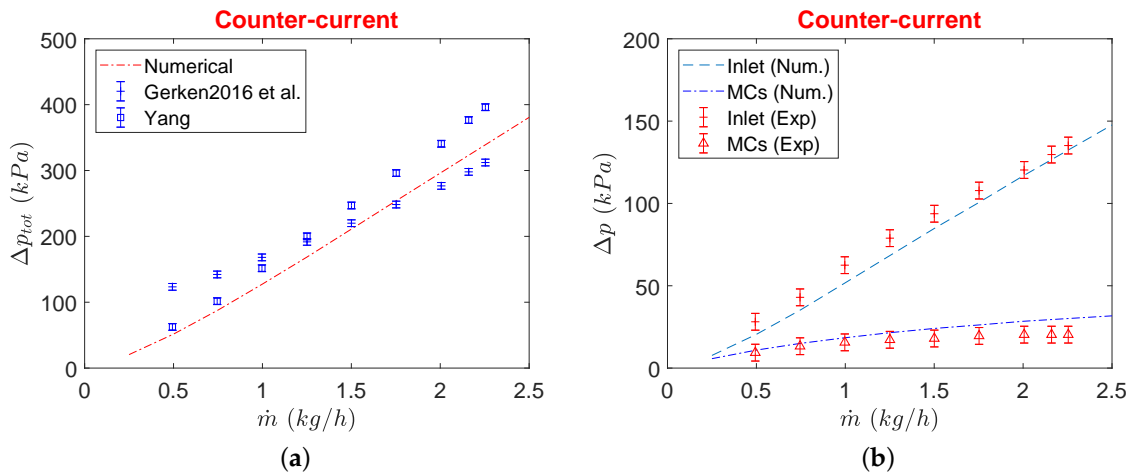 Counter-current
500
400
300
200
100
0
Δp_tot (kPa)
Numerical
Gerken2016 et al.
Yang
0
0.5
1
1.5
2
2.5
ṁ (kg/h)
(a)
Counter-current
200
150
100
50
0
Δp (kPa)
Inlet (Num.)
MCs (Num.)
Inlet (Exp)
MCs (Exp)
0
0.5
1
1.5
2
2.5
ṁ (kg/h)
(b)